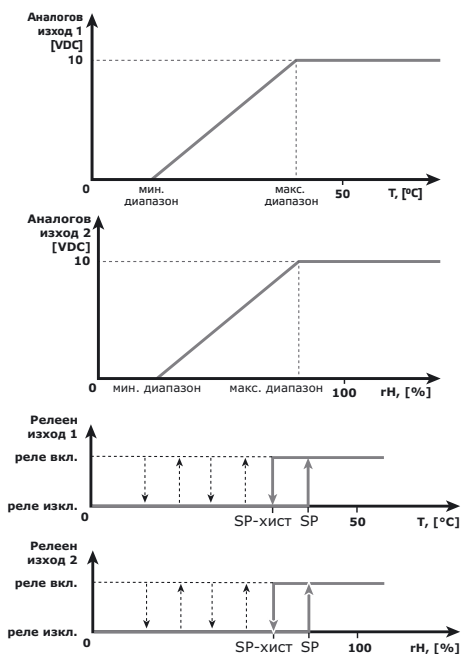 Аналогов
изход 1
[VDC]
10
0
мин.
диапазон
макс.
диапазон
50
T, [ºC]
Аналогов
изход 2
[VDC]
10
0
мин. диапазон
макс. диапазон
100
rH, [%]
Релеен
изход 1
реле вкл.
реле изкл.
0
SP-хист
SP
50
T, [°C]
Релеен
изход 2
реле вкл.
реле изкл.
0
SP-хист
SP
100
rH, [%]